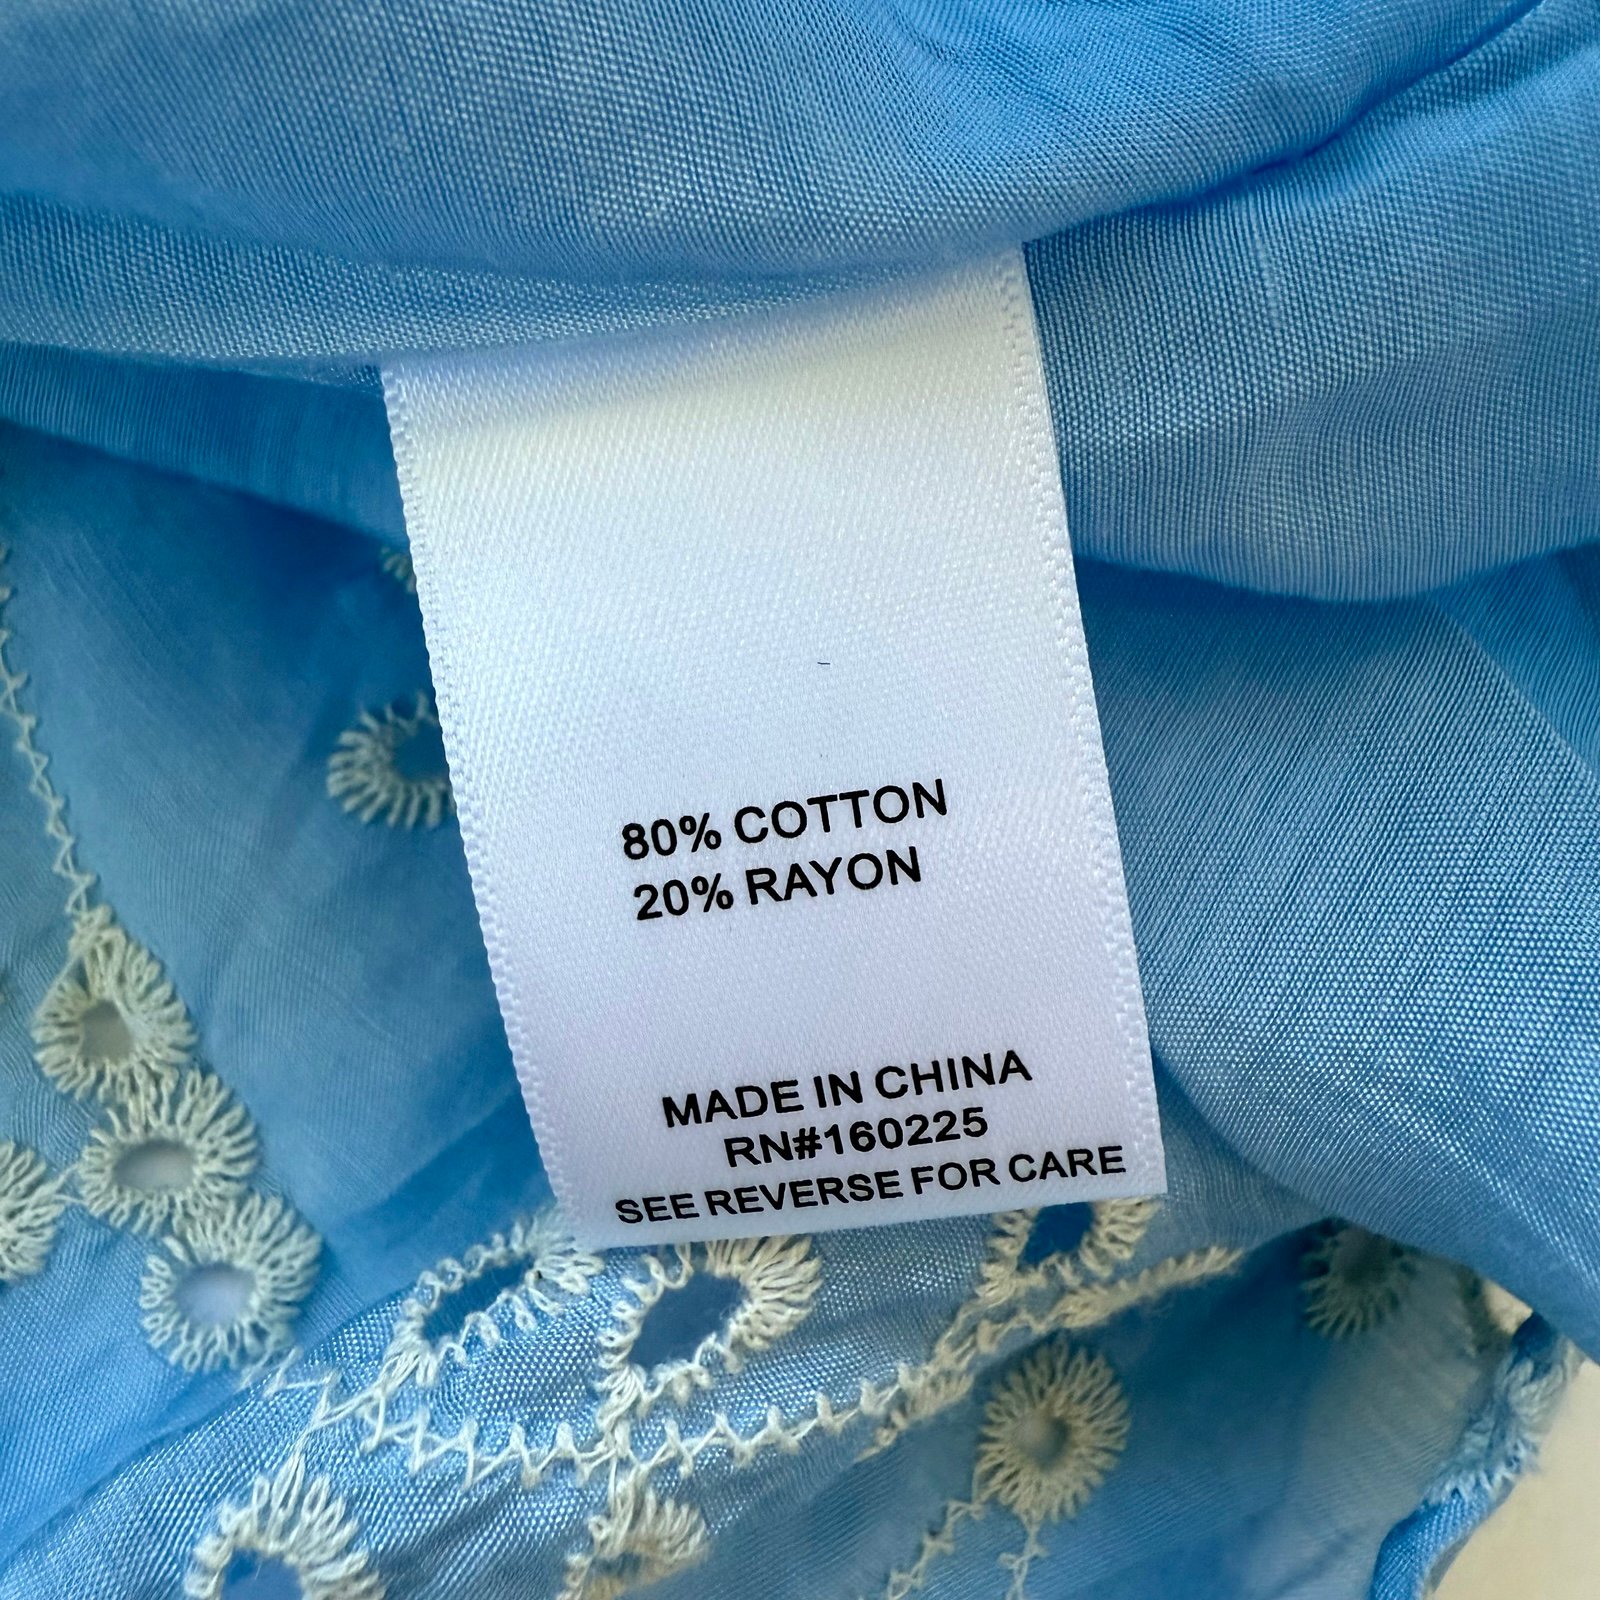 80% COTTON
20% RAYON
MADE IN CHINA
RN#160225
SEE REVERSE FOR CARE